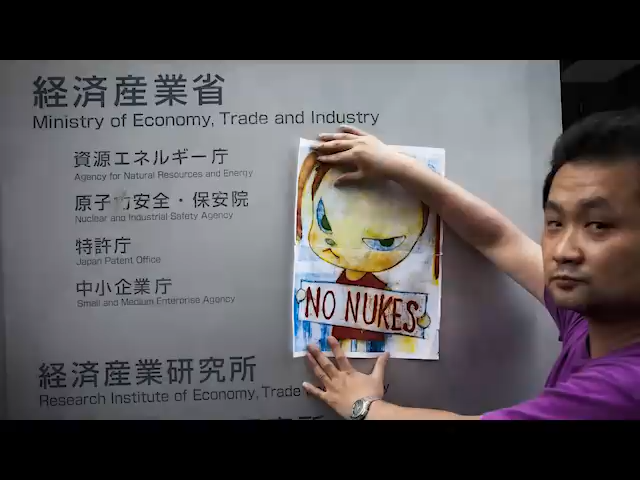 経済産業省
Ministry of Economy, Trade and Industry
資源エネルギー庁
Agency for Natural Resources and Energy
原子 安全・保安院
Nuclear and Industrial Safety Agency
特許庁
Japan Patent Office
中小企業庁
Small and Medium Enterprise Agency
NO NUKES
経済産業研究所
Research Institute of Economy, Trade